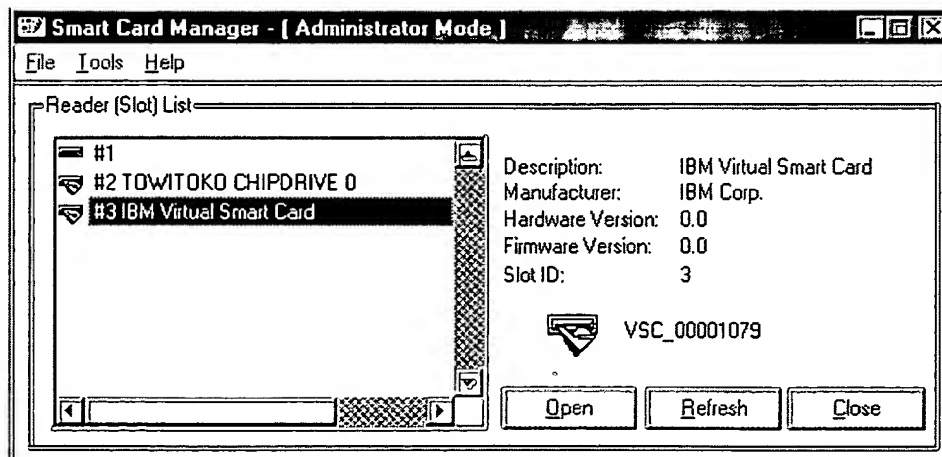 Smart Card Manager - [ Administrator Mode ]
File Tools Help
Reader (Slot) List
#1
#2 TOWITOKO CHIPDRIVE 0
#3 IBM Virtual Smart Card
Description: IBM Virtual Smart Card
Manufacturer: IBM Corp.
Hardware Version: 0.0
Firmware Version: 0.0
Slot ID: 3
VSC_00001079
Open Refresh Close